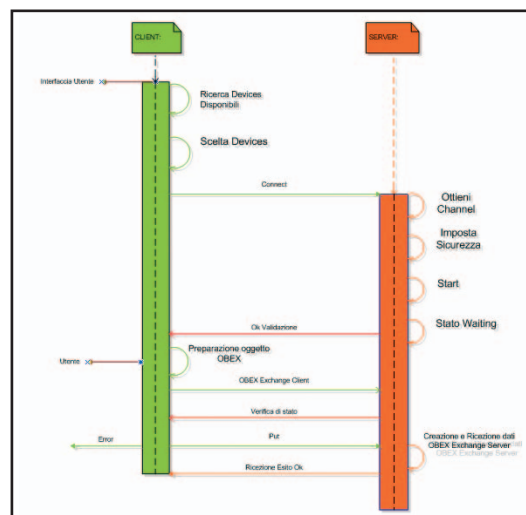 CLIENT:
SERVER:
Interfaccia Utente
Ricerca Devices
Disponibili
Scelta Devices
Connect
Ottieni
Channel
Imposta
Sicurezza
Start
Stato Waiting
Ok Validazione
Preparazione oggetto
OBEX
Utente
OBEX Exchange Client
Verifica di stato
Error
Put
Creazione e Ricezione dati
OBEX Exchange Server
Ricezione Esito Ok